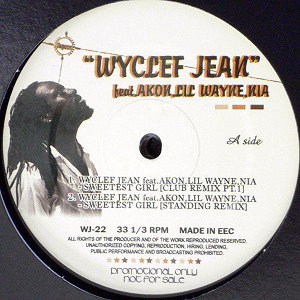 "WYCLEF JEAN"
feat.AKON,LIL WAYNE,NIA
A side
1. WYCLEF JEAN feat.AKON,LIL WAYNE,NIA
- SWEETEST GIRL [CLUB REMIX PT.1]
2. WYCLEF JEAN feat.AKON,LIL WAYNE,NIA
- SWEETEST GIRL [STANDING REMIX]
WJ-22 33 1/3 RPM MADE IN EEC
ALL RIGHTS OF THE PRODUCER AND OF THE WORK REPRODUCED RESERVED.
UNAUTHORIZED COPYING, REPRODUCTION, HIRING, LENDING,
PUBLIC PERFORMANCE AND BROADCASTING PROHIBITED.
PROMOTIONAL ONLY
NOT FOR SALE